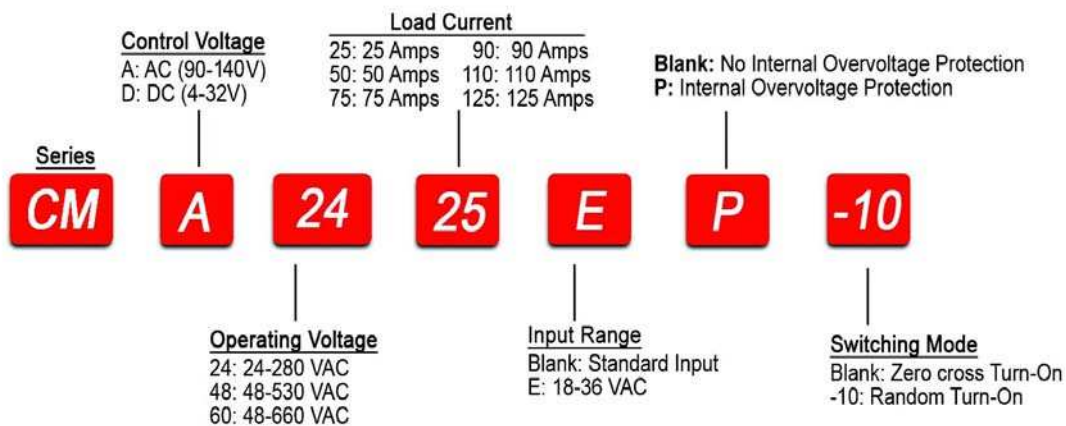 Load Current
25: 25 Amps 90: 90 Amps
50: 50 Amps 110: 110 Amps
75: 75 Amps 125: 125 Amps
Control Voltage
A: AC (90-140V)
D: DC (4-32V)
Blank: No Internal Overvoltage Protection
P: Internal Overvoltage Protection
Series
CM A 24 25 E P -10
Operating Voltage
24: 24-280 VAC
48: 48-530 VAC
60: 48-660 VAC
Input Range
Blank: Standard Input
E: 18-36 VAC
Switching Mode
Blank: Zero cross Turn-On
-10: Random Turn-On